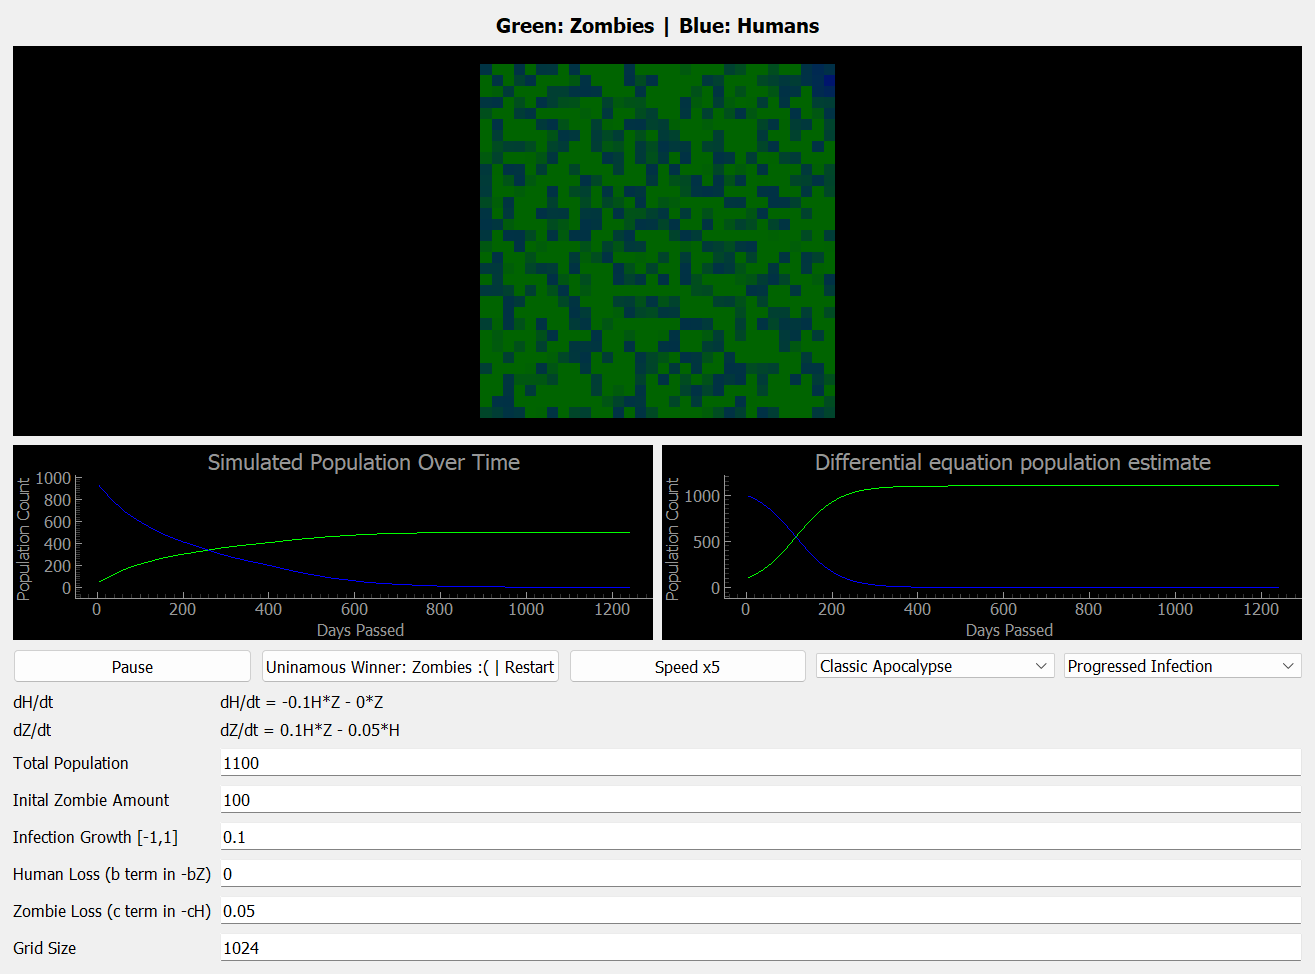 Green: Zombies | Blue: Humans
Simulated Population Over Time
Population Count
1000
800
600
400
200
0
0 200 400 600 800 1000 1200
Days Passed
Differential equation population estimate
Population Count
1000
500
0
0 200 400 600 800 1000 1200
Days Passed
Pause Uninamous Winner: Zombies :( | Restart Speed x5 Classic Apocalypse Progressed Infection
dH/dt dH/dt = -0.1H*Z - 0*Z
dZ/dt dZ/dt = 0.1H*Z - 0.05*H
Total Population 1100
Inital Zombie Amount 100
Infection Growth [-1,1] 0.1
Human Loss (b term in -bZ) 0
Zombie Loss (c term in -cH) 0.05
Grid Size 1024